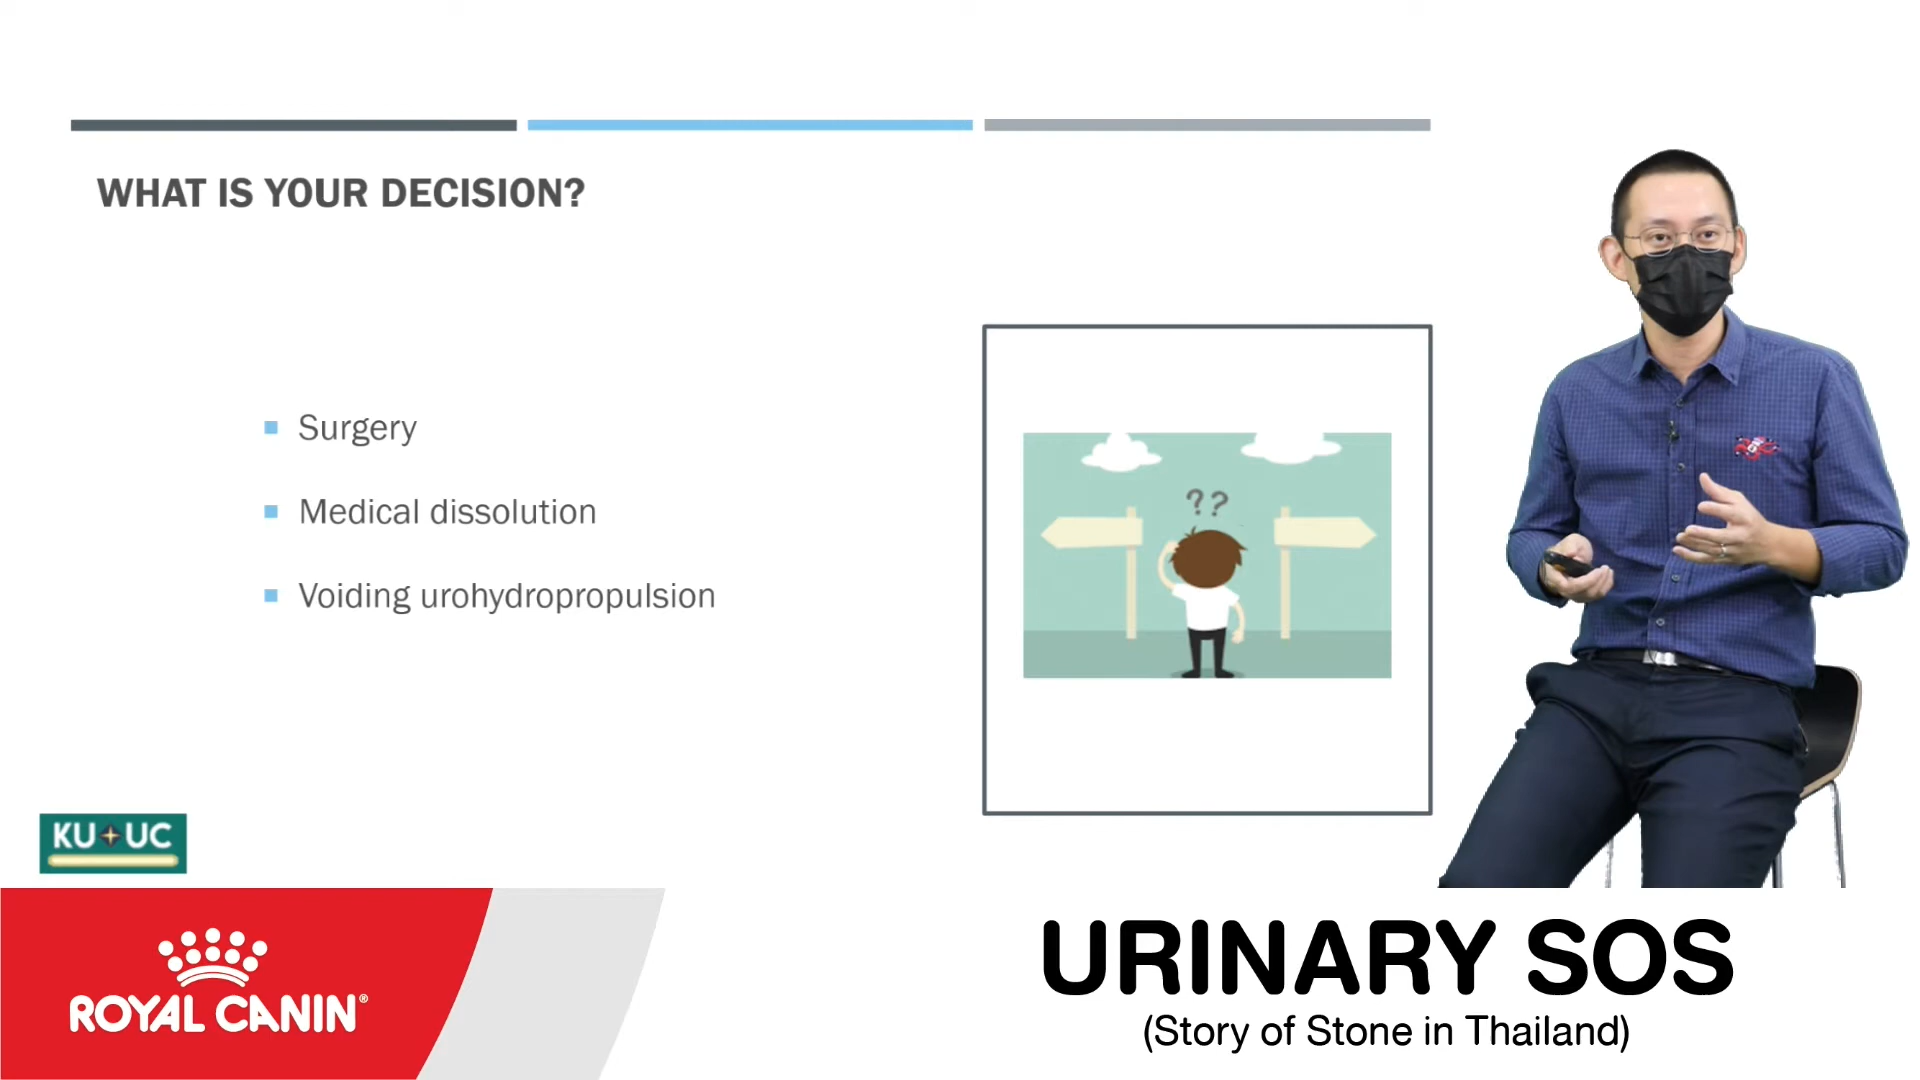 WHAT IS YOUR DECISION?
Surgery
Medical dissolution
Voiding urohydropropulsion
??
KU+UC
ROYAL CANIN®
URINARY SOS
(Story of Stone in Thailand)